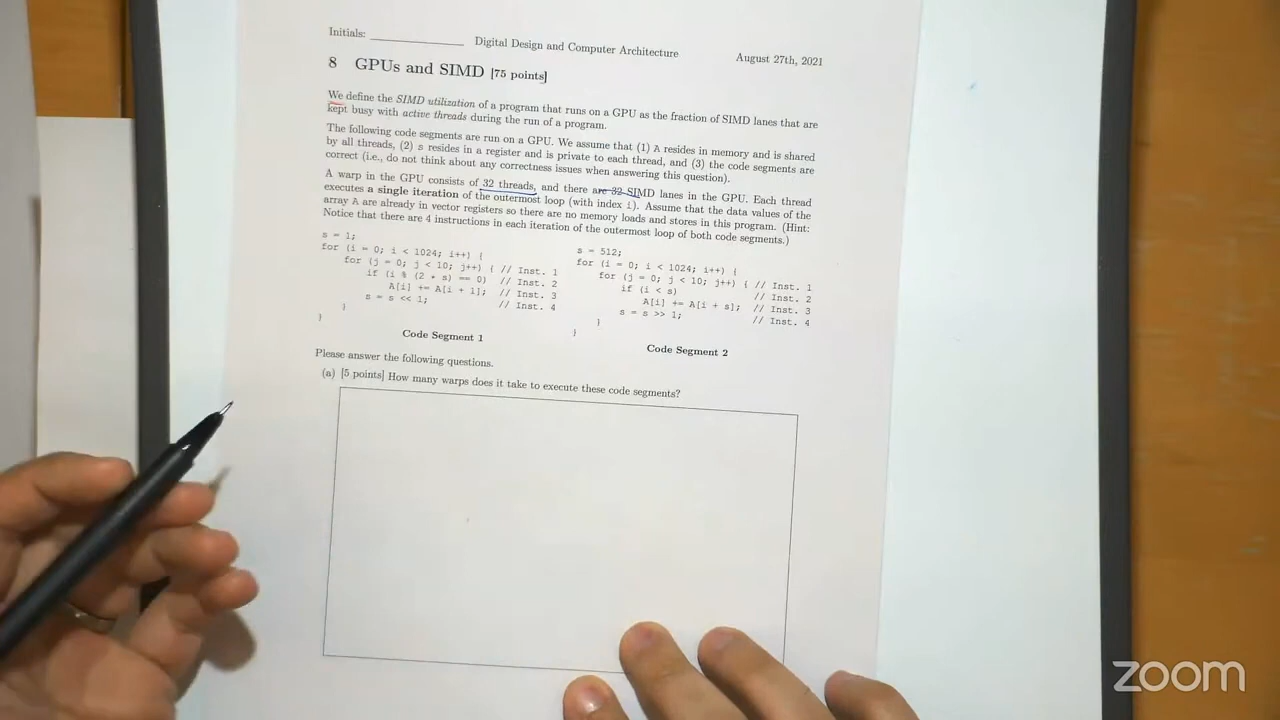 Initials:
Digital Design and Computer Architecture
August 27th, 2021
8 GPUs and SIMD [75 points]
We define the SIMD utilization of a program that runs on a GPU as the fraction of SIMD lanes that are
kept busy with active threads during the run of a program.
The following code segments are run on a GPU. We assume that (1) A resides in memory and is shared
by all threads, (2) s resides in a register and is private to each thread, and (3) the code segments are
correct (i.e., do not think about any correctness issues when answering this question).
A warp in the GPU consists of 32 threads, and there are 32 SIMD lanes in the GPU. Each thread
executes a single iteration of the outermost loop (with index i). Assume that the data values of the
array A are already in vector registers so there are no memory loads and stores in this program. (Hint:
Notice that there are 4 instructions in each iteration of the outermost loop of both code segments.)
s = 1;
for (i = 0; i < 1024; i++) {
for (j = 0; j < 10; j++) { // Inst. 1
if (i % (2 * s) == 0) // Inst. 2
A[i] += A[i + 1]; // Inst. 3
s = s << 1; // Inst. 4
}
}
Code Segment 1
s = 512;
for (i = 0; i < 1024; i++) {
for (j = 0; j < 10; j++) { // Inst. 1
if (i < s) // Inst. 2
A[i] += A[i + s]; // Inst. 3
s = s >> 1; // Inst. 4
}
}
Code Segment 2
Please answer the following questions.
(a) [5 points] How many warps does it take to execute these code segments?
zoom